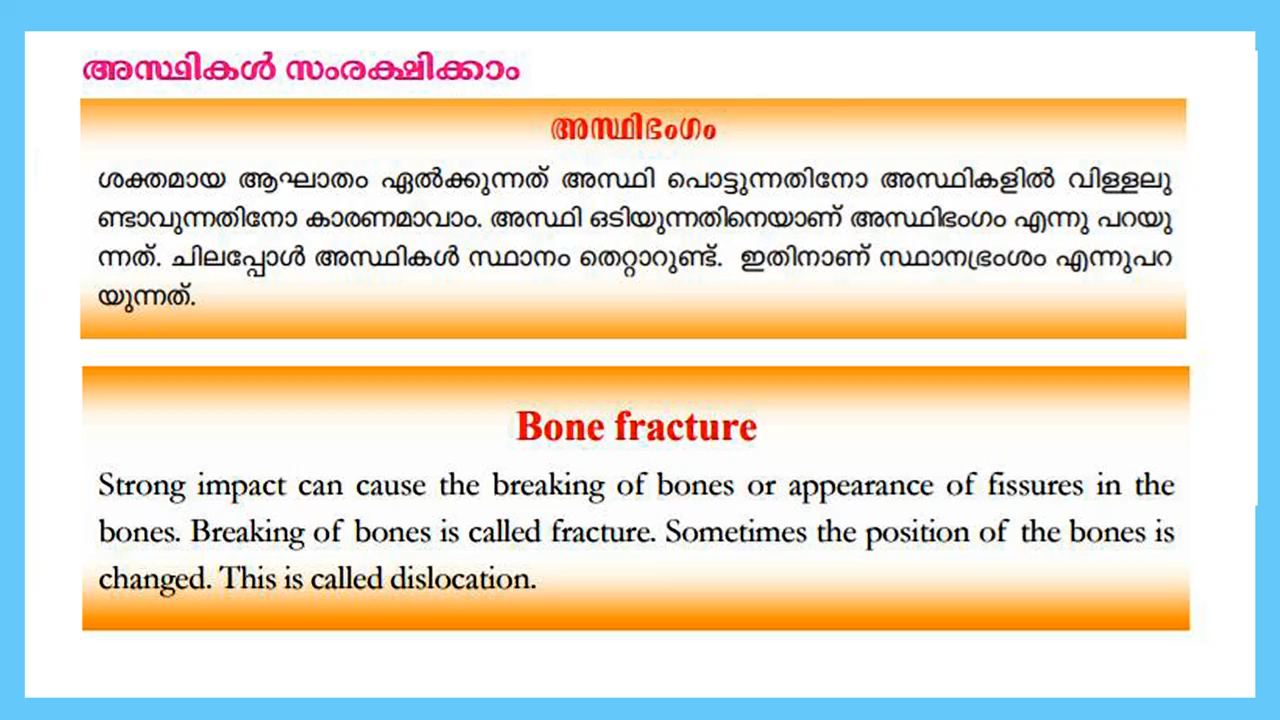 അസ്ഥികൾ സംരക്ഷിക്കാം
അസ്ഥിഭംഗം
ശക്തമായ ആഘാതം ഏൽക്കുന്നത് അസ്ഥി പൊട്ടുന്നതിനോ അസ്ഥികളിൽ വിള്ളലു
ണ്ടാവുന്നതിനോ കാരണമാവാം. അസ്ഥി ഒടിയുന്നതിനെയാണ് അസ്ഥിഭംഗം എന്നു പറയു
ന്നത്. ചിലപ്പോൾ അസ്ഥികൾ സ്ഥാനം തെറ്റാറുണ്ട്. ഇതിനാണ് സ്ഥാനഭ്രംശം എന്നുപറ
യുന്നത്.
Bone fracture
Strong impact can cause the breaking of bones or appearance of fissures in the
bones. Breaking of bones is called fracture. Sometimes the position of the bones is
changed. This is called dislocation.